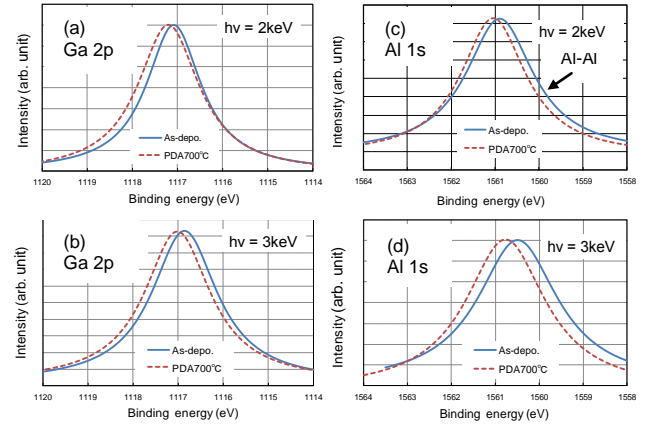 (a)
Ga 2p
hν = 2keV
Intensity (arb. unit)
As-depo.
PDA700℃
1120 1119 1118 1117 1116 1115 1114
Binding energy (eV)
(c)
Al 1s
hν = 2keV
Al-Al
Intensity (arb. unit)
As-depo.
PDA700℃
1564 1563 1562 1561 1560 1559 1558
Binding energy (eV)
(b)
Ga 2p
hν = 3keV
Intensity (arb. unit)
As-depo.
PDA700℃
1120 1119 1118 1117 1116 1115 1114
Binding energy (eV)
(d)
Al 1s
hν = 3keV
Intensity (arb. unit)
As-depo.
PDA700℃
1564 1563 1562 1561 1560 1559 1558
Binding energy (eV)